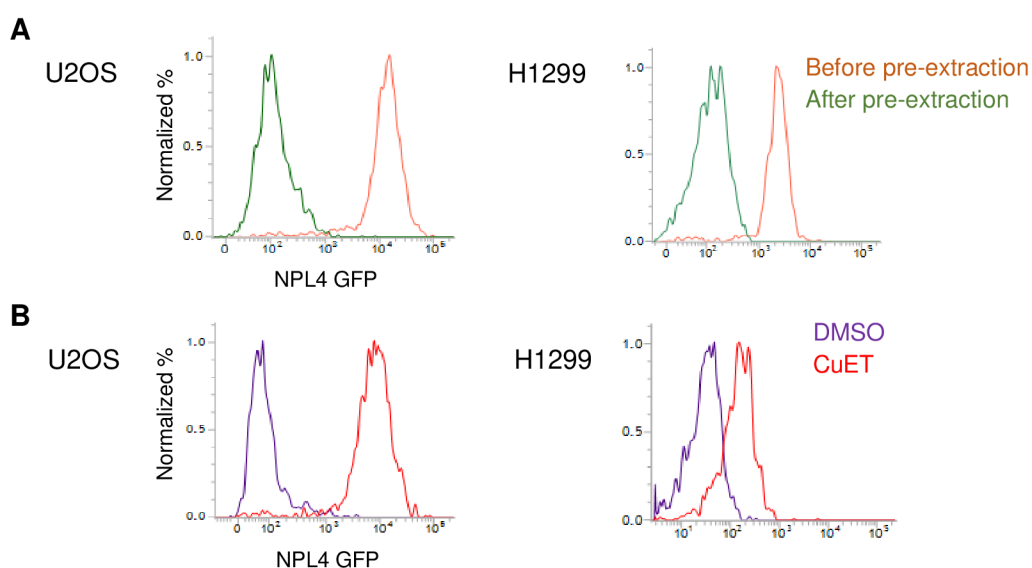 A
U2OS
Normalized %
1.0
0.5
0.0
0 10² 10³ 10⁴ 10⁵
NPL4 GFP
H1299
1.0
0.5
0.0
0 10² 10³ 10⁴ 10⁵
Before pre-extraction
After pre-extraction
B
U2OS
Normalized %
1.0
0.5
0.0
0 10² 10³ 10⁴ 10⁵
NPL4 GFP
H1299
1.0
0.5
0.0
10¹ 10² 10³ 10⁴ 10⁵
DMSO
CuET